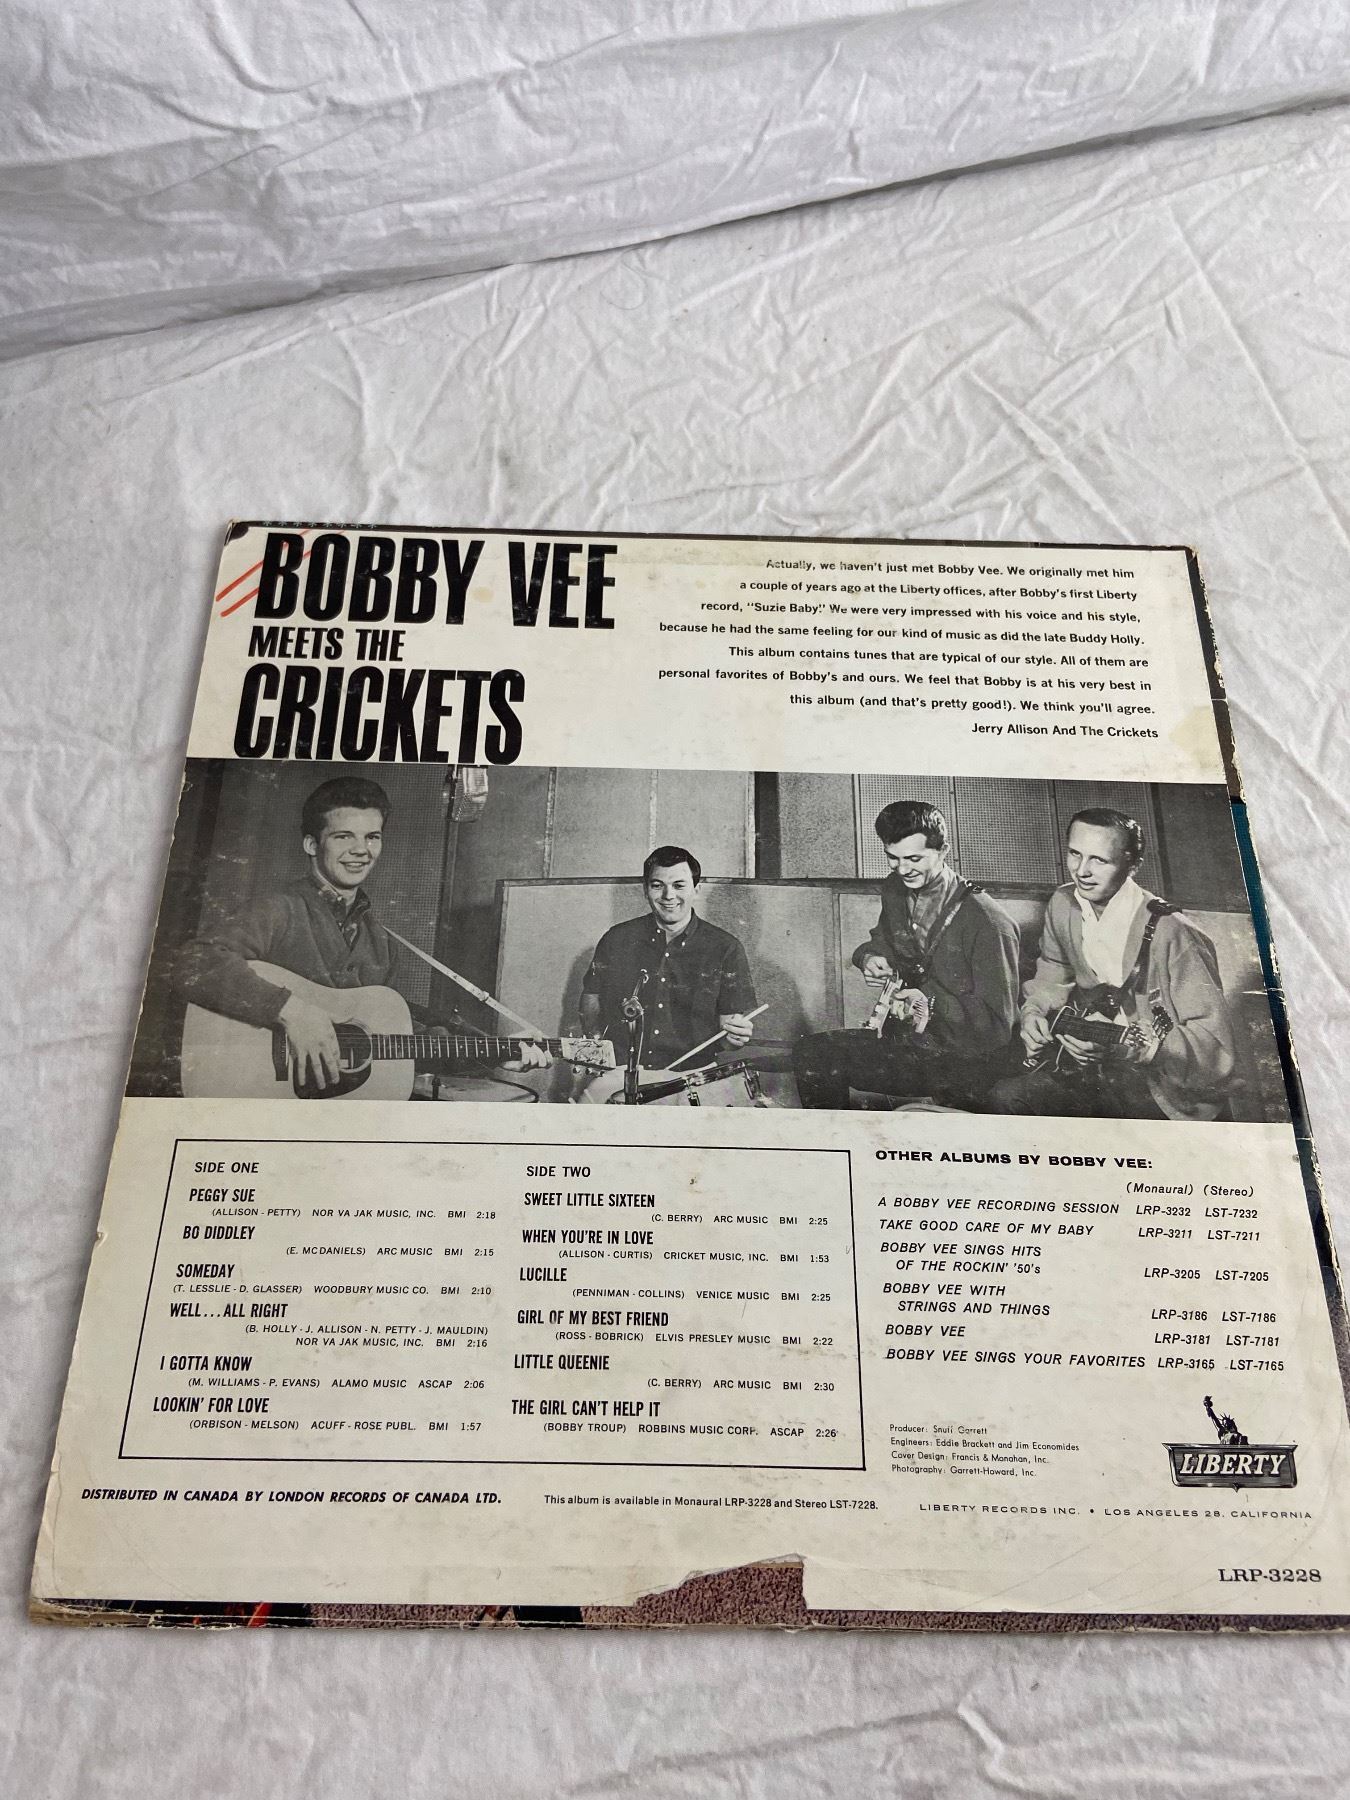 BOBBY VEE
MEETS THE
CRICKETS
Actually, we haven't just met Bobby Vee. We originally met him
a couple of years ago at the Liberty offices, after Bobby's first Liberty
record, "Suzie Baby." We were very impressed with his voice and his style,
because he had the same feeling for our kind of music as did the late Buddy Holly.
This album contains tunes that are typical of our style. All of them are
personal favorites of Bobby's and ours. We feel that Bobby is at his very best in
this album (and that's pretty good!). We think you'll agree.
Jerry Allison And The Crickets
SIDE ONE
PEGGY SUE
(ALLISON - PETTY) NOR VA JAK MUSIC, INC. BMI 2:18
BO DIDDLEY
(E. MC DANIELS) ARC MUSIC BMI 2:15
SOMEDAY
(T. LESSLIE - D. GLASSER) WOODBURY MUSIC CO. BMI 2:10
WELL...ALL RIGHT
(B. HOLLY - J. ALLISON - N. PETTY - J. MAULDIN)
NOR VA JAK MUSIC, INC. BMI 2:16
I GOTTA KNOW
(M. WILLIAMS - P. EVANS) ALAMO MUSIC ASCAP 2:06
LOOKIN' FOR LOVE
(ORBISON - MELSON) ACUFF - ROSE PUBL. BMI 1:57
SIDE TWO
SWEET LITTLE SIXTEEN
(C. BERRY) ARC MUSIC BMI 2:25
WHEN YOU'RE IN LOVE
(ALLISON - CURTIS) CRICKET MUSIC, INC. BMI 1:53
LUCILLE
(PENNIMAN - COLLINS) VENICE MUSIC BMI 2:25
GIRL OF MY BEST FRIEND
(ROSS - BOBRICK) ELVIS PRESLEY MUSIC BMI 2:22
LITTLE QUEENIE
(C. BERRY) ARC MUSIC BMI 2:30
THE GIRL CAN'T HELP IT
(BOBBY TROUP) ROBBINS MUSIC CORP. ASCAP 2:26
OTHER ALBUMS BY BOBBY VEE:
(Monaural) (Stereo)
A BOBBY VEE RECORDING SESSION LRP-3232 LST-7232
TAKE GOOD CARE OF MY BABY LRP-3211 LST-7211
BOBBY VEE SINGS HITS
OF THE ROCKIN' '50's LRP-3205 LST-7205
BOBBY VEE WITH
STRINGS AND THINGS LRP-3186 LST-7186
BOBBY VEE LRP-3181 LST-7181
BOBBY VEE SINGS YOUR FAVORITES LRP-3165 LST-7165
Producer: Snuff Garrett
Engineers: Eddie Brackett and Jim Economides
Cover Design: Francis & Monahan, Inc.
Photography: Garrett-Howard, Inc.
LIBERTY
DISTRIBUTED IN CANADA BY LONDON RECORDS OF CANADA LTD.
This album is available in Monaural LRP-3228 and Stereo LST-7228.
LIBERTY RECORDS INC. • LOS ANGELES 28, CALIFORNIA
LRP-3228